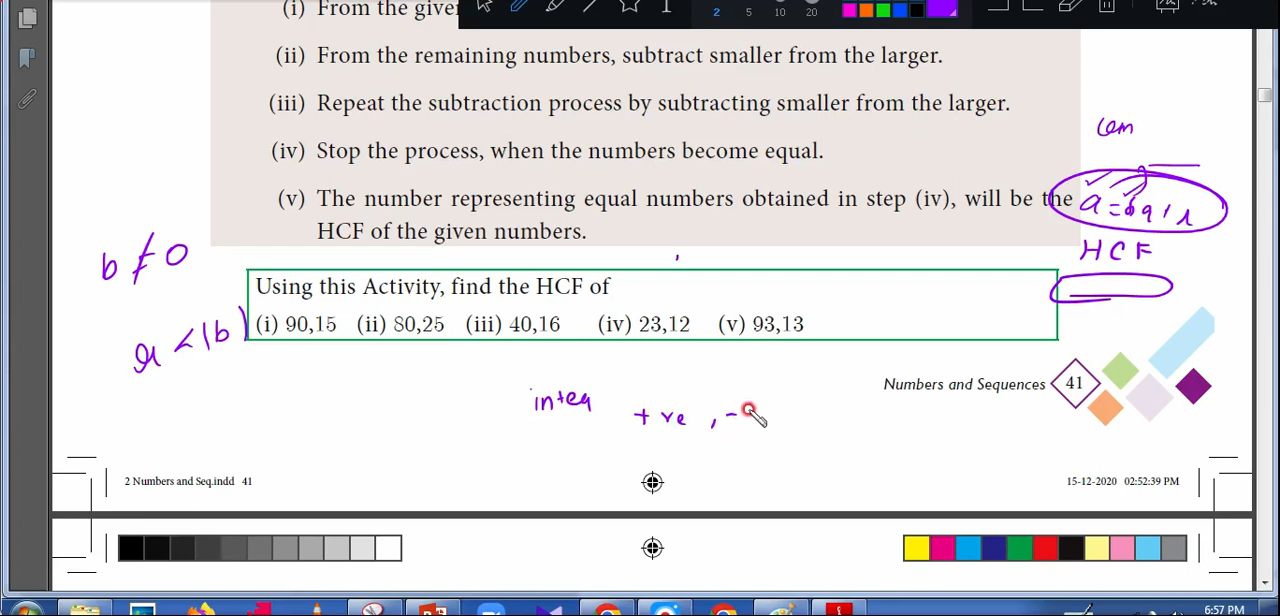 (i) From the give
2 5 10 20
(ii) From the remaining numbers, subtract smaller from the larger.
(iii) Repeat the subtraction process by subtracting smaller from the larger.
(iv) Stop the process, when the numbers become equal.
(v) The number representing equal numbers obtained in step (iv), will be the
HCF of the given numbers.
HCF
b ≠ 0
Using this Activity, find the HCF of
(i) 90,15 (ii) 80,25 (iii) 40,16 (iv) 23,12 (v) 93,13
Numbers and Sequences 41
+ve , -
2 Numbers and Seq.indd 41
15-12-2020 02:52:39 PM
6:57 PM